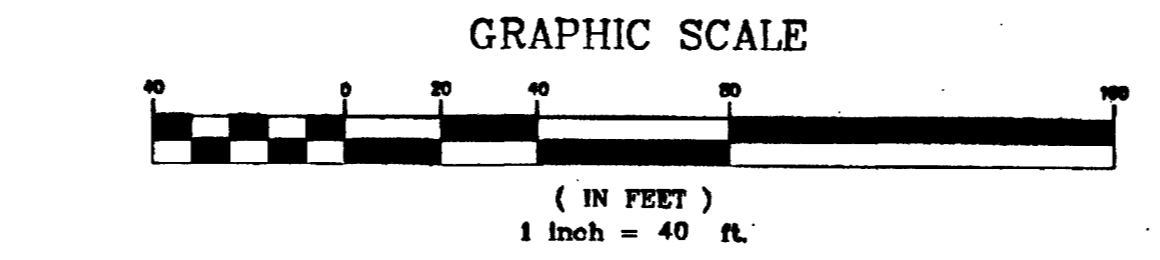 GRAPHIC SCALE
40 0 20 40 80 160
( IN FEET )
1 inch = 40 ft.